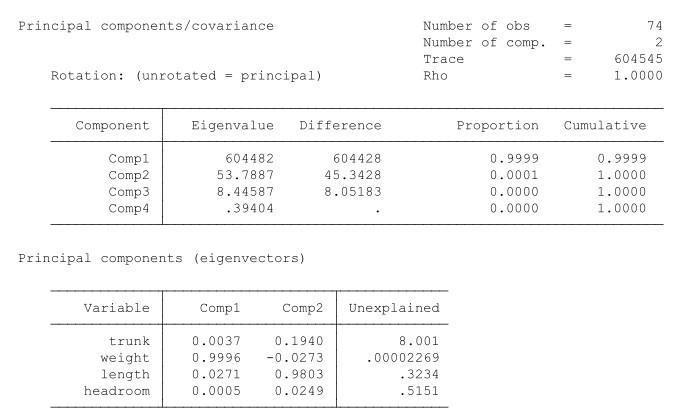 Principal components/covariance Number of obs = 74
Number of comp. = 2
Trace = 604545
Rotation: (unrotated = principal) Rho = 1.0000
Component Eigenvalue Difference Proportion Cumulative
Comp1 604482 604428 0.9999 0.9999
Comp2 53.7887 45.3428 0.0001 1.0000
Comp3 8.44587 8.05183 0.0000 1.0000
Comp4 .39404 . 0.0000 1.0000
Principal components (eigenvectors)
Variable Comp1 Comp2 Unexplained
trunk 0.0037 0.1940 8.001
weight 0.9996 -0.0273 .00002269
length 0.0271 0.9803 .3234
headroom 0.0005 0.0249 .5151